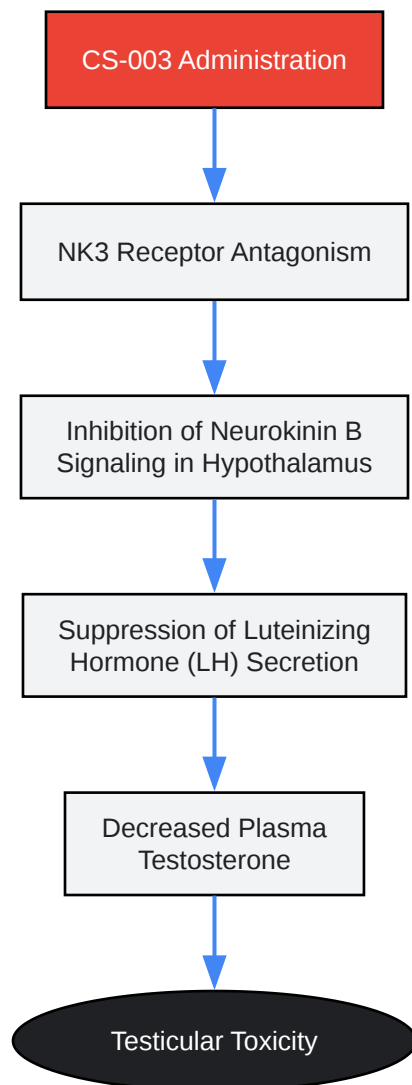 CS-003 Administration
NK3 Receptor Antagonism
Inhibition of Neurokinin B
Signaling in Hypothalamus
Suppression of Luteinizing
Hormone (LH) Secretion
Decreased Plasma
Testosterone
Testicular Toxicity